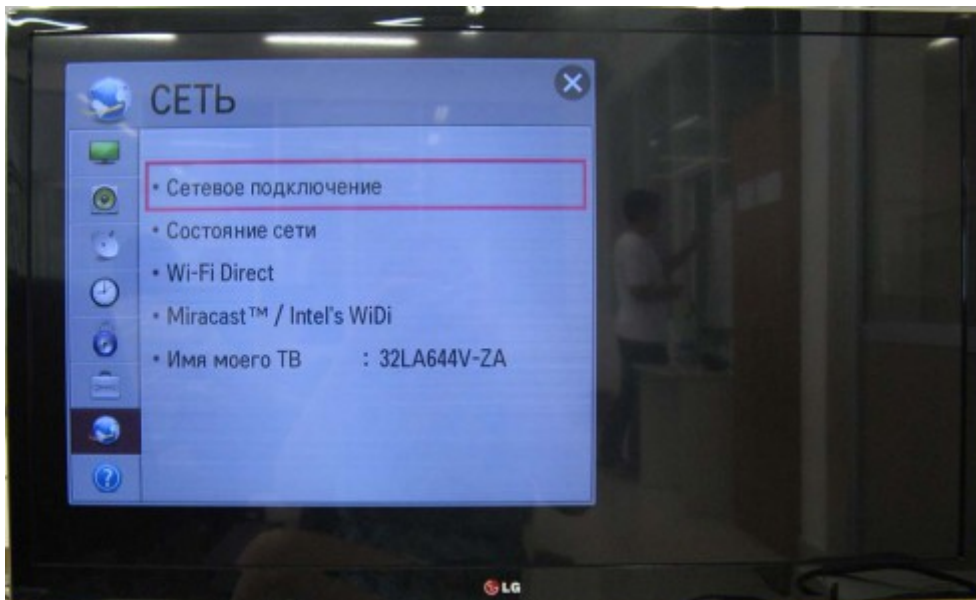 СЕТЬ
• Сетевое подключение
• Состояние сети
• Wi-Fi Direct
• Miracast™ / Intel's WiDi
• Имя моего ТВ : 32LA644V-ZA
LG